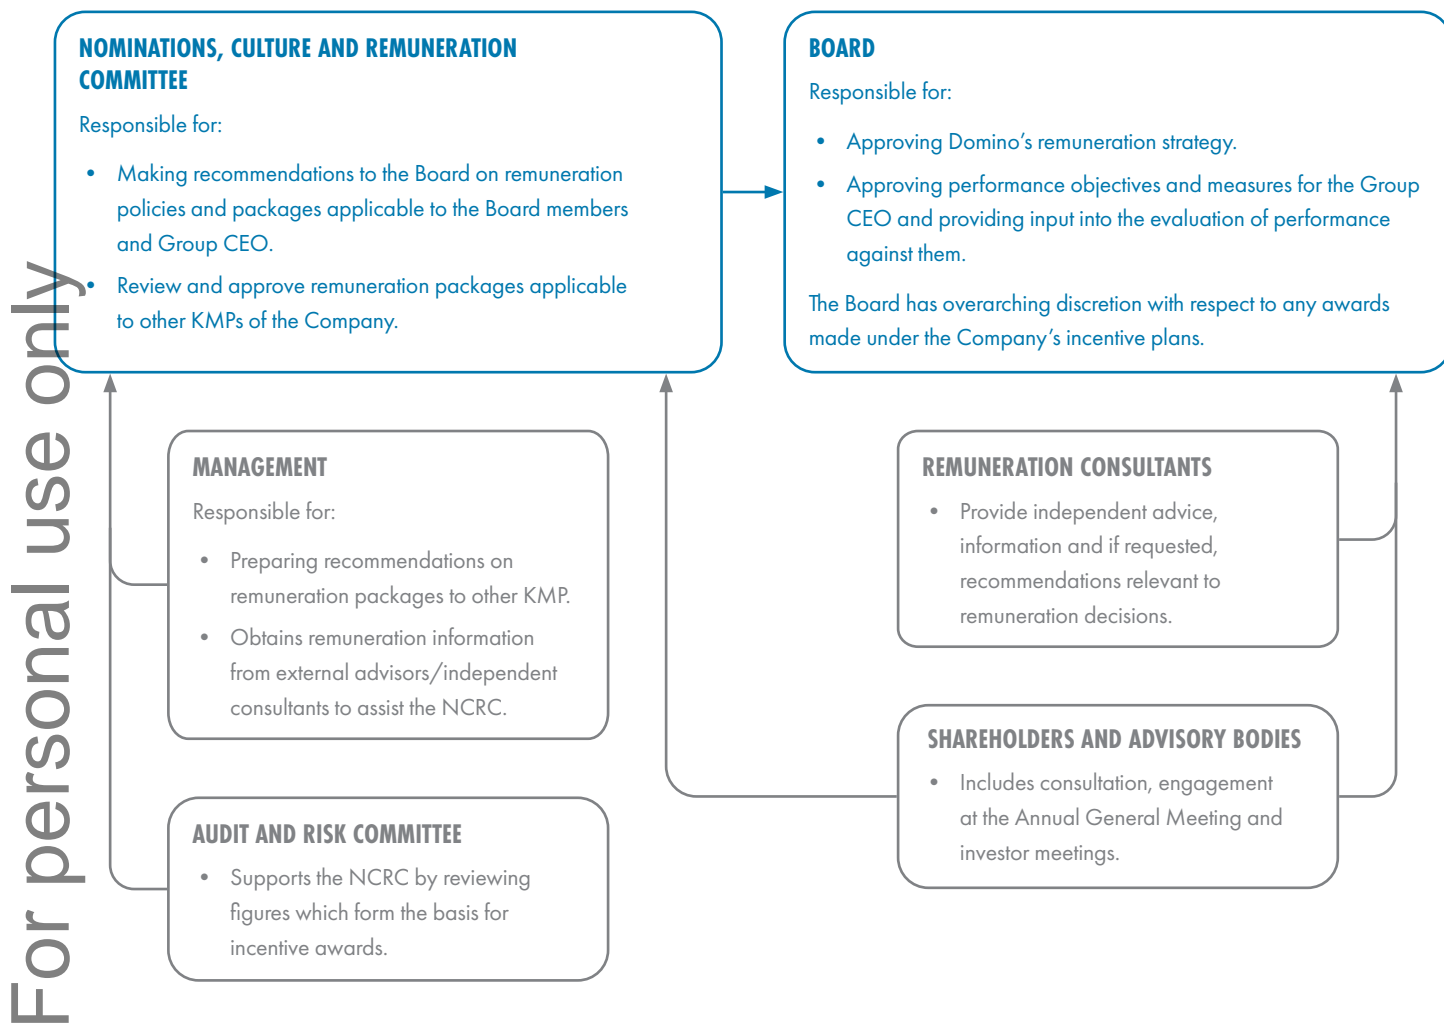 NOMINATIONS, CULTURE AND REMUNERATION
COMMITTEE
Responsible for:
• Making recommendations to the Board on remuneration
policies and packages applicable to the Board members
and Group CEO.
• Review and approve remuneration packages applicable
to other KMPs of the Company.
BOARD
Responsible for:
• Approving Domino’s remuneration strategy.
• Approving performance objectives and measures for the Group
CEO and providing input into the evaluation of performance
against them.
The Board has overarching discretion with respect to any awards
made under the Company’s incentive plans.
MANAGEMENT
Responsible for:
• Preparing recommendations on
remuneration packages to other KMP.
• Obtains remuneration information
from external advisors/independent
consultants to assist the NCRC.
REMUNERATION CONSULTANTS
• Provide independent advice,
information and if requested,
recommendations relevant to
remuneration decisions.
AUDIT AND RISK COMMITTEE
• Supports the NCRC by reviewing
figures which form the basis for
incentive awards.
SHAREHOLDERS AND ADVISORY BODIES
• Includes consultation, engagement
at the Annual General Meeting and
investor meetings.
For personal use only